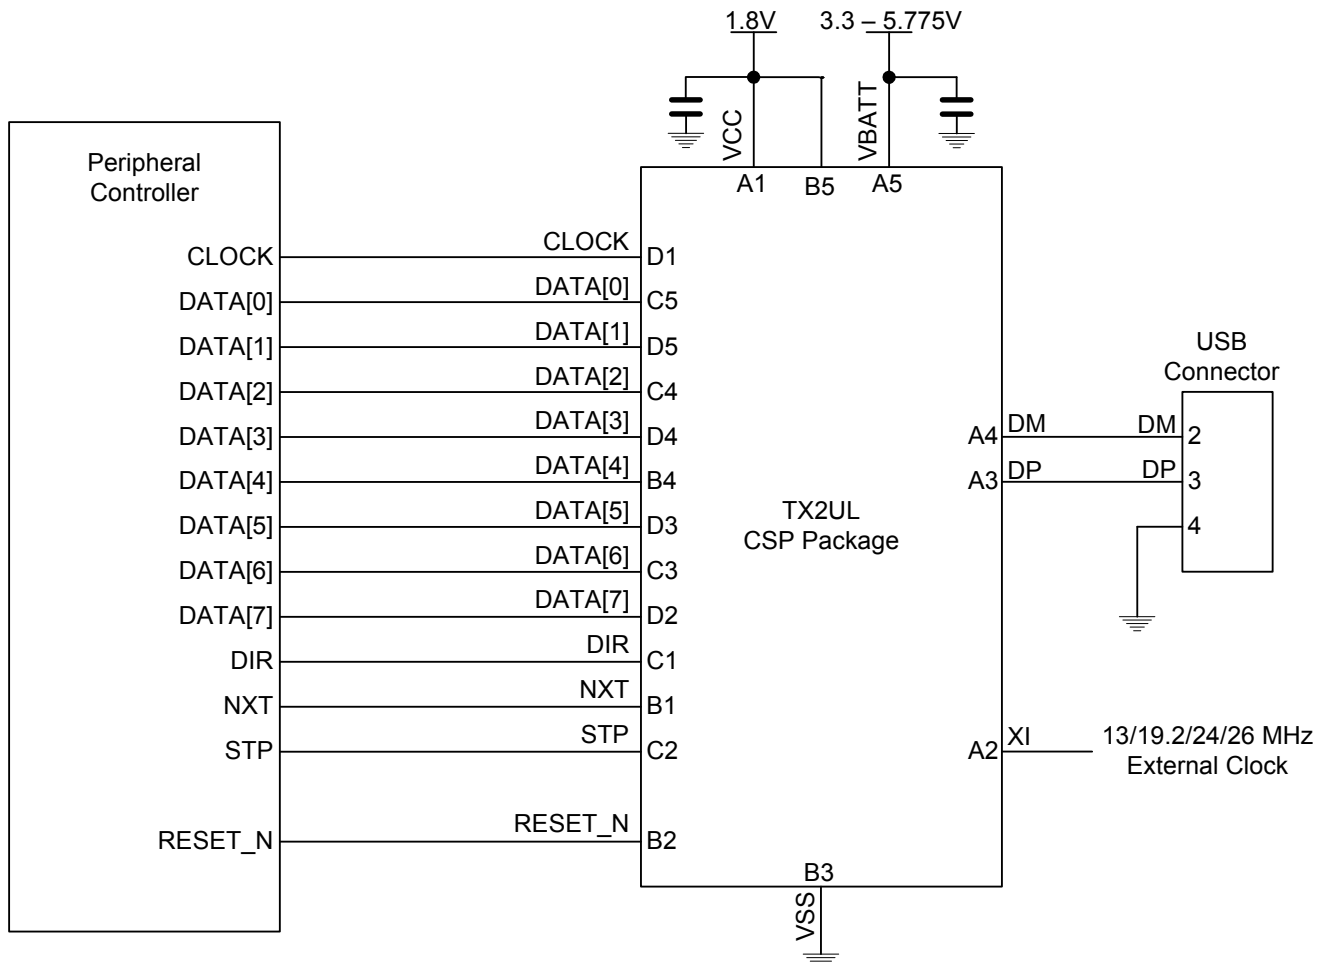 1.8V
3.3 – 5.775V
VCC
VBATT
A1
B5
A5
Peripheral
Controller
CLOCK
CLOCK
D1
DATA[0]
DATA[0]
C5
DATA[1]
DATA[1]
D5
DATA[2]
DATA[2]
C4
DATA[3]
DATA[3]
D4
DATA[4]
DATA[4]
B4
DATA[5]
DATA[5]
D3
DATA[6]
DATA[6]
C3
DATA[7]
DATA[7]
D2
DIR
DIR
C1
NXT
NXT
B1
STP
STP
C2
RESET_N
RESET_N
B2
TX2UL
CSP Package
USB
Connector
A4
DM
DM
2
A3
DP
DP
3
4
A2
XI
13/19.2/24/26 MHz
External Clock
B3
VSS